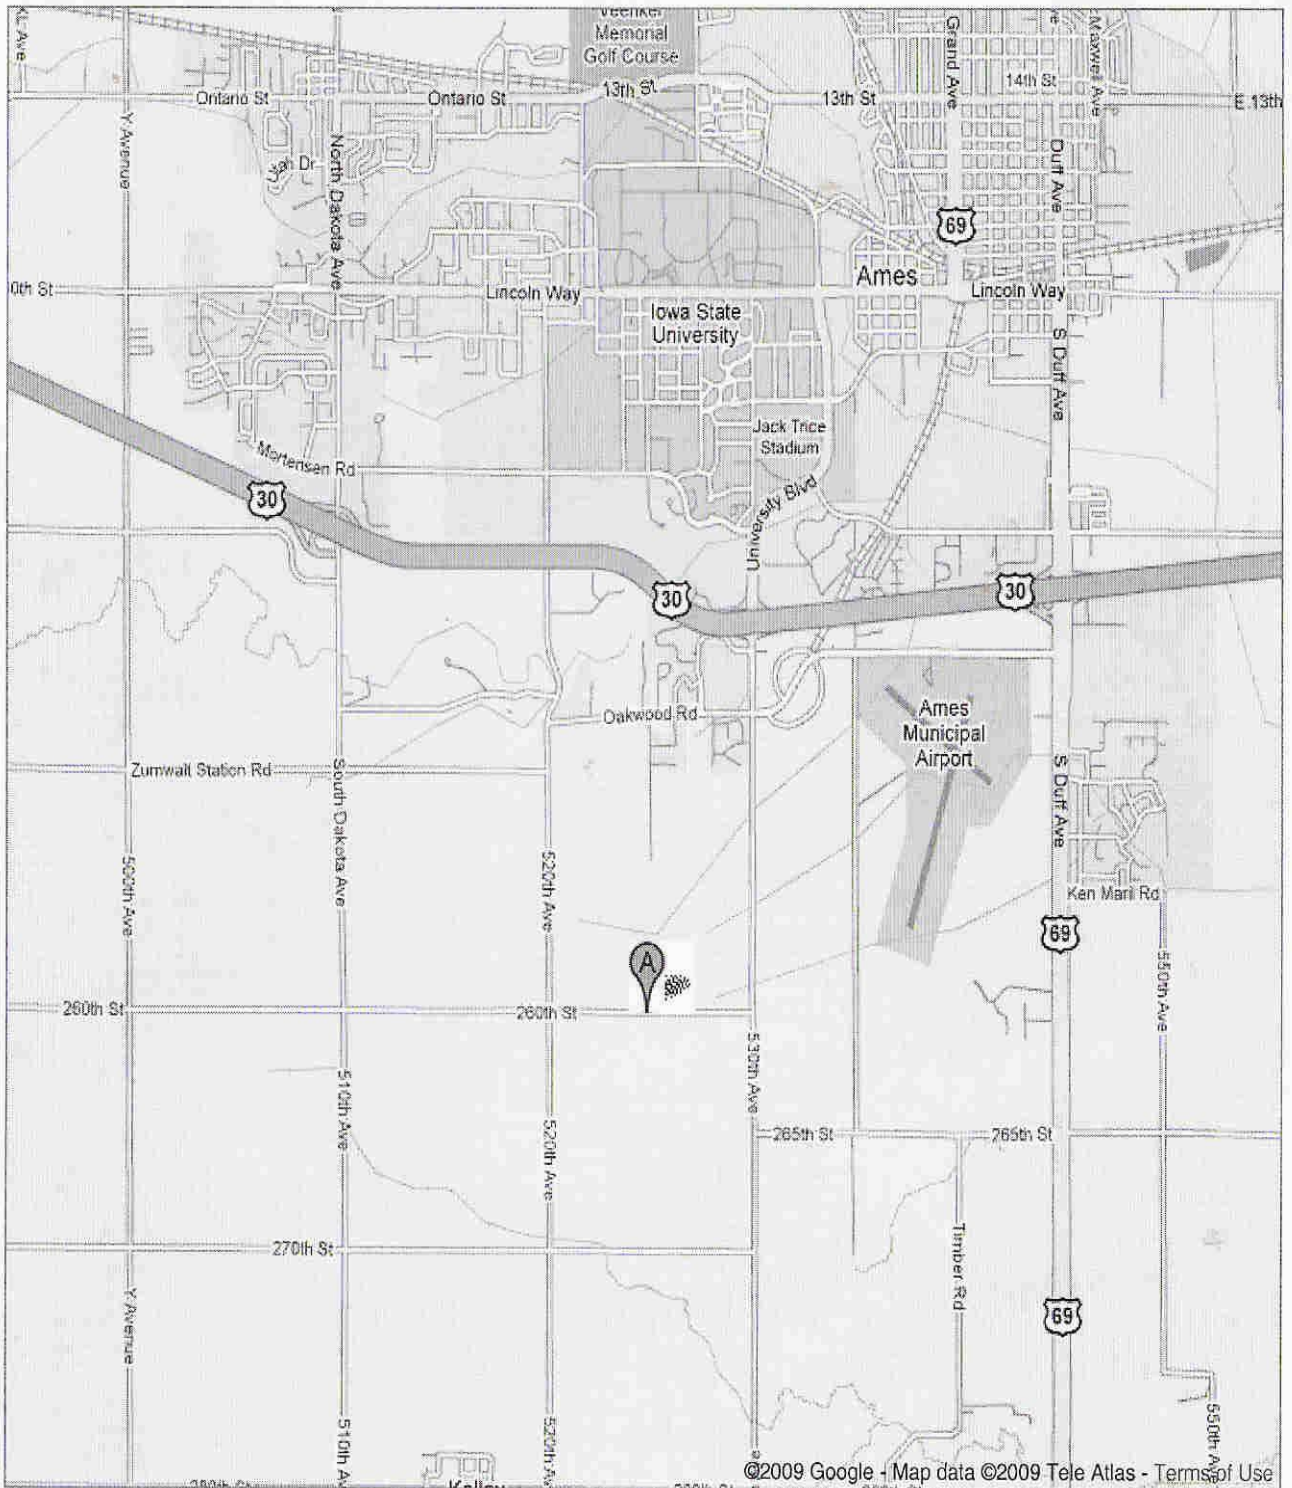 Veenker
Memorial
Golf Course
Grand Ave
Maxwell Ave
14th St
Ontario St
Ontario St
13th St
13th St
E 13th
Y Avenue
North Dakota Ave
Dr
Duff Ave
69
Ames
0th St
Lincoln Way
Lincoln Way
Iowa State
University
S Duff Ave
Jack Trice
Stadium
Mortensen Rd
30
University Blvd
30
30
Oakwood Rd
Ames
Municipal
Airport
Zumwalt Station Rd
South Dakota Ave
S Duff Ave
500th Ave
520th Ave
Ken Maril Rd
69
550th Ave
A
260th St
260th St
530th Ave
510th Ave
520th Ave
265th St
265th St
270th St
Timber Rd
Y Avenue
69
510th Av
520th Av
550th Ave
Kelley
©2009 Google - Map data ©2009 Tele Atlas - Terms of Use